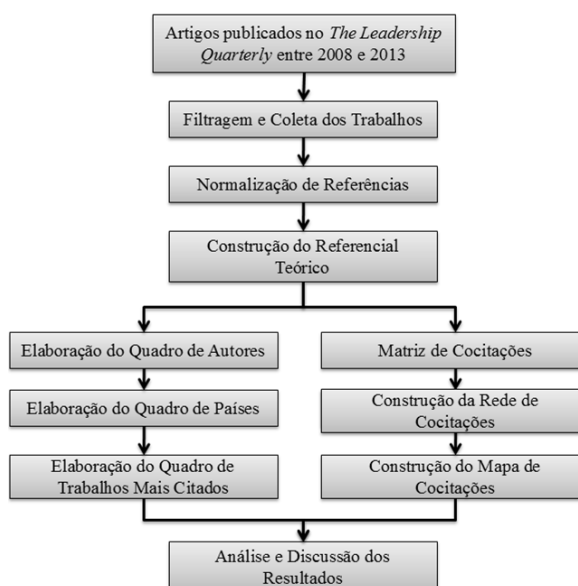 Artigos publicados no The Leadership
Quarterly entre 2008 e 2013
Filtragem e Coleta dos Trabalhos
Normalização de Referências
Construção do Referencial
Teórico
Elaboração do Quadro de Autores
Elaboração do Quadro de Países
Elaboração do Quadro de
Trabalhos Mais Citados
Matriz de Cocitações
Construção da Rede de
Cocitações
Construção do Mapa de
Cocitações
Análise e Discussão dos
Resultados